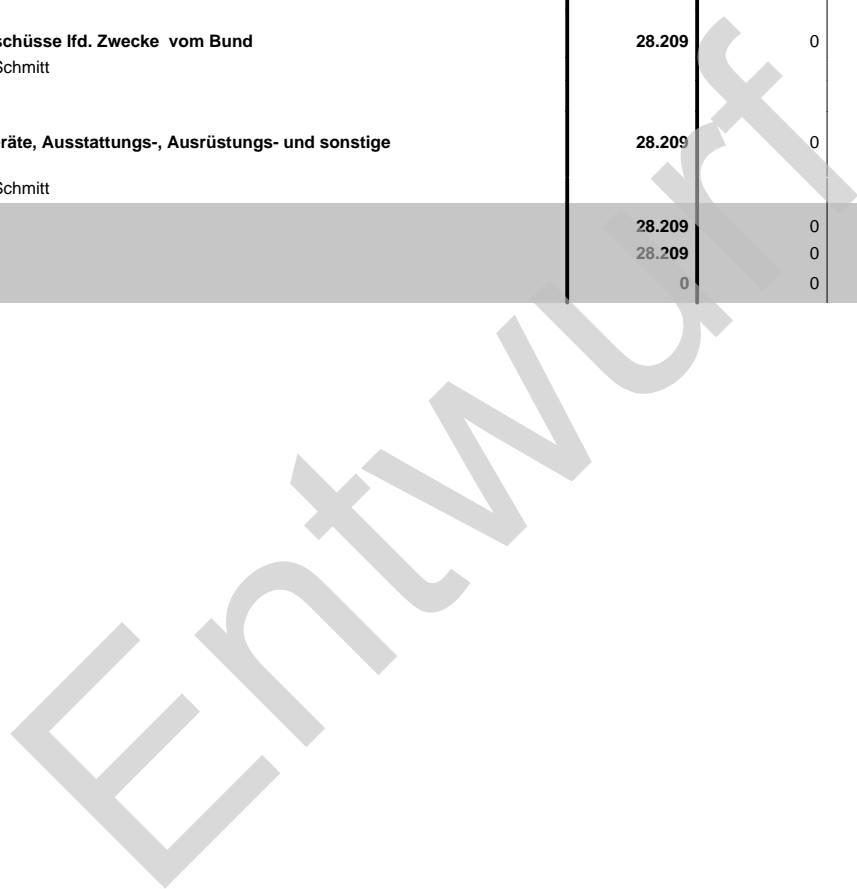 schüsse lfd. Zwecke vom Bund 28.209 0
Schmitt
räte, Ausstattungs-, Ausrüstungs- und sonstige 28.209 0
Schmitt
28.209 0
28.209 0
0 0
Entwurf